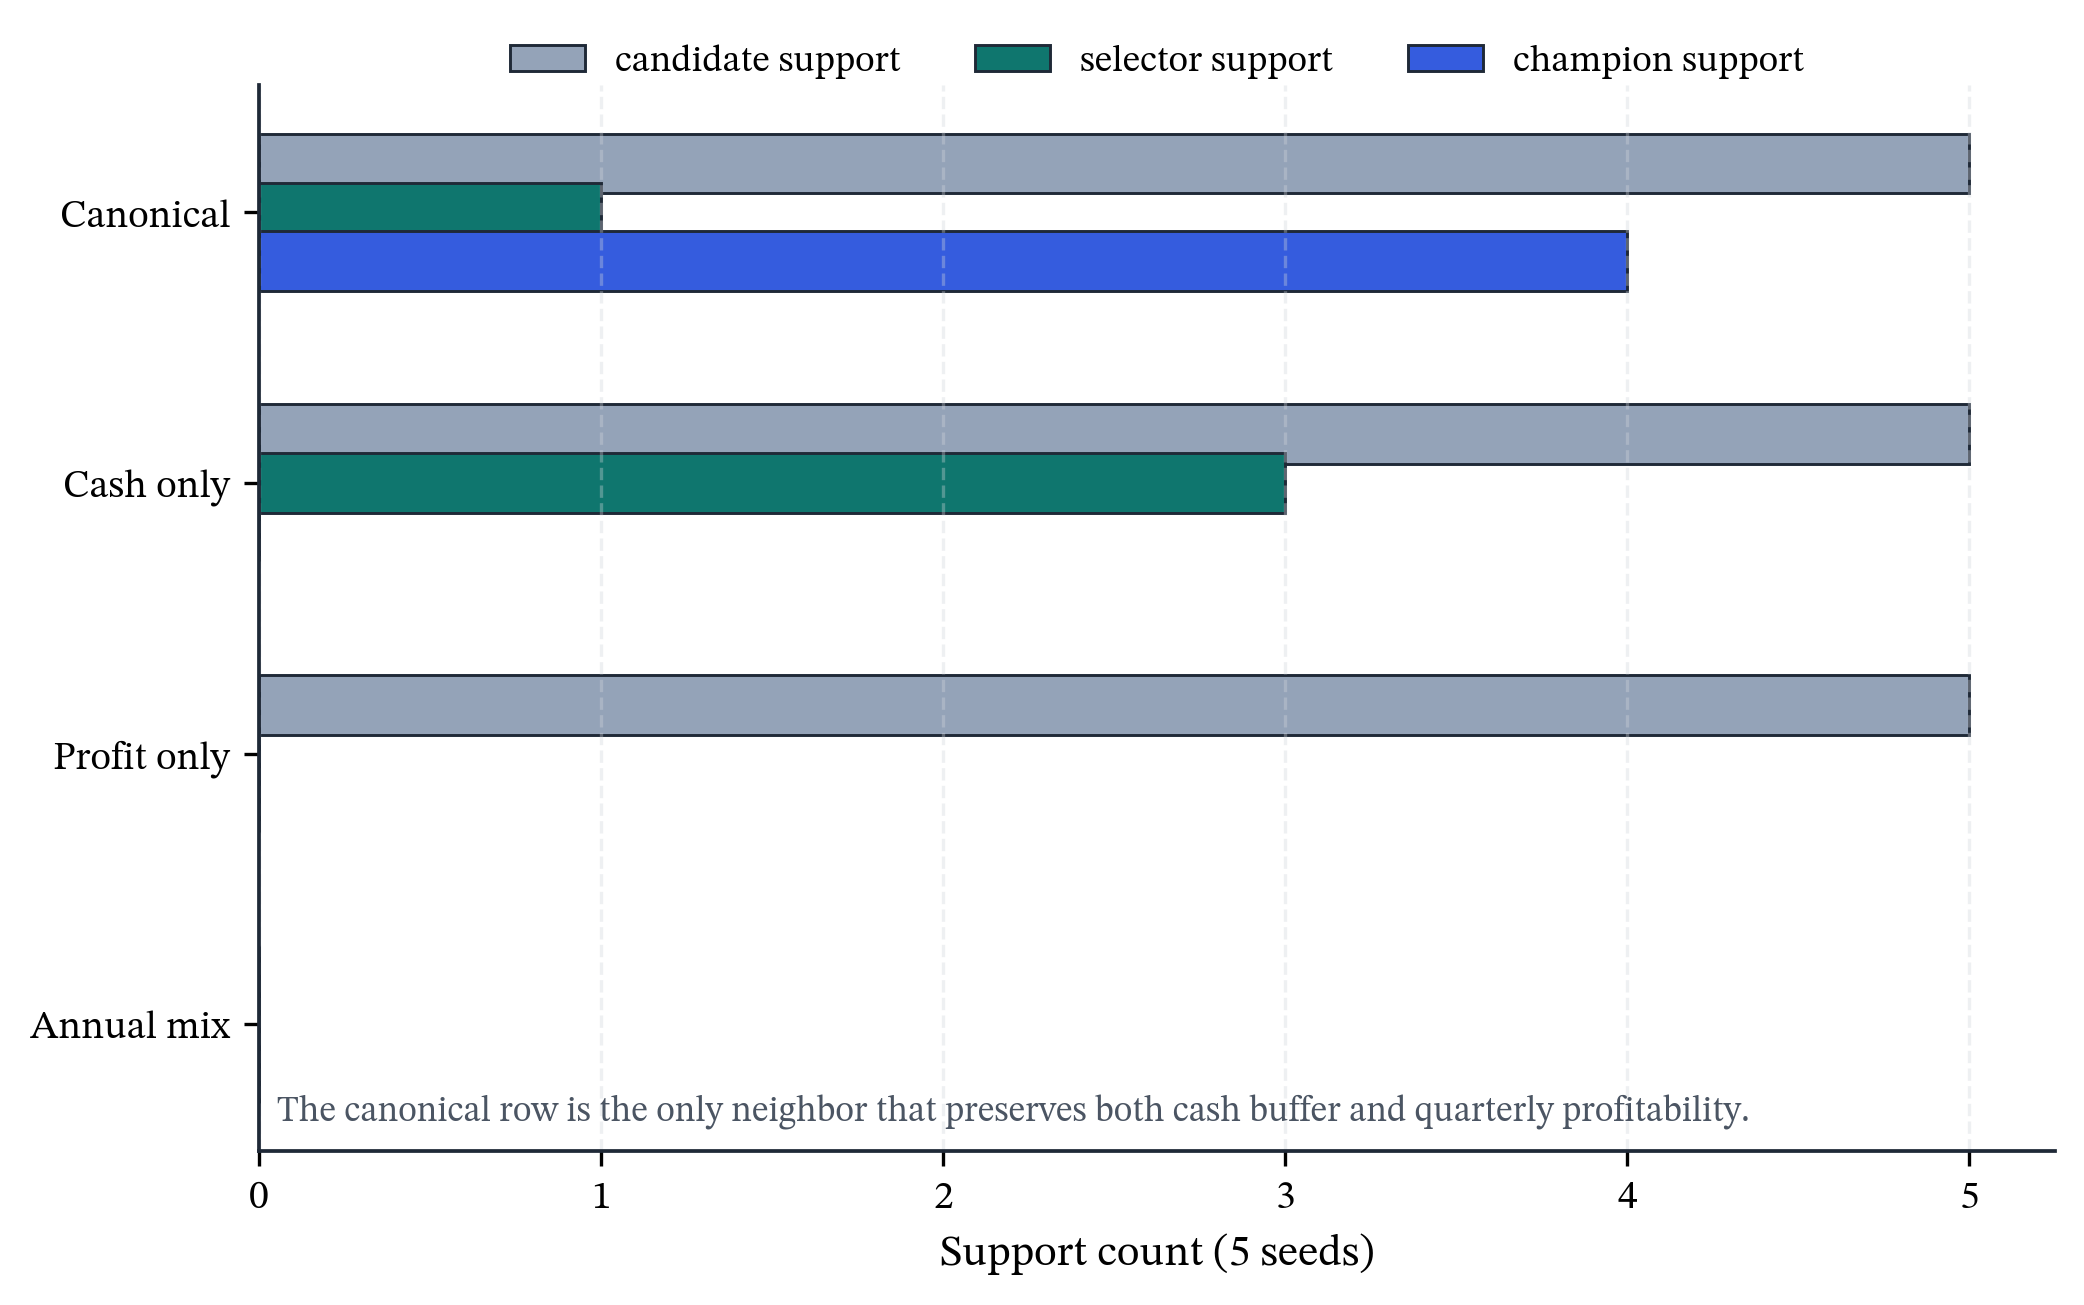 candidate support selector support champion support
Canonical
Cash only
Profit only
Annual mix
The canonical row is the only neighbor that preserves both cash buffer and quarterly profitability.
0 1 2 3 4 5
Support count (5 seeds)